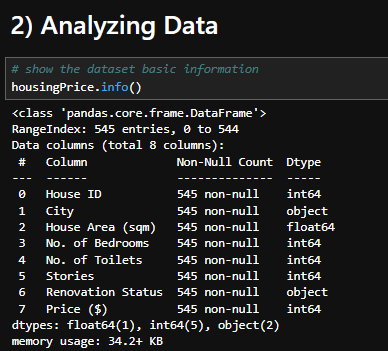 2) Analyzing Data
# show the dataset basic information
housingPrice.info()
<class 'pandas.core.frame.DataFrame'>
RangeIndex: 545 entries, 0 to 544
Data columns (total 8 columns):
 #   Column             Non-Null Count  Dtype
---  ------             --------------  -----
 0   House ID           545 non-null    int64
 1   City               545 non-null    object
 2   House Area (sqm)   545 non-null    float64
 3   No. of Bedrooms    545 non-null    int64
 4   No. of Toilets     545 non-null    int64
 5   Stories            545 non-null    int64
 6   Renovation Status  545 non-null    object
 7   Price ($)          545 non-null    int64
dtypes: float64(1), int64(5), object(2)
memory usage: 34.2+ KB